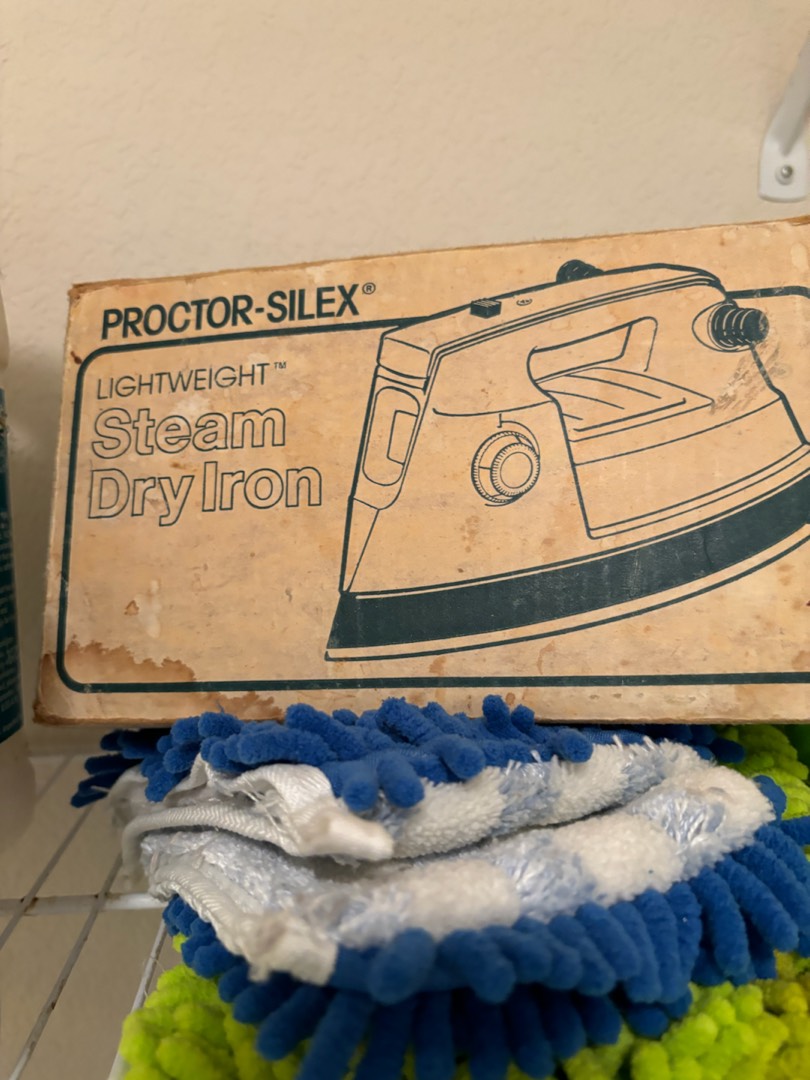 PROCTOR-SILEX®
LIGHTWEIGHT™
Steam
Dry Iron